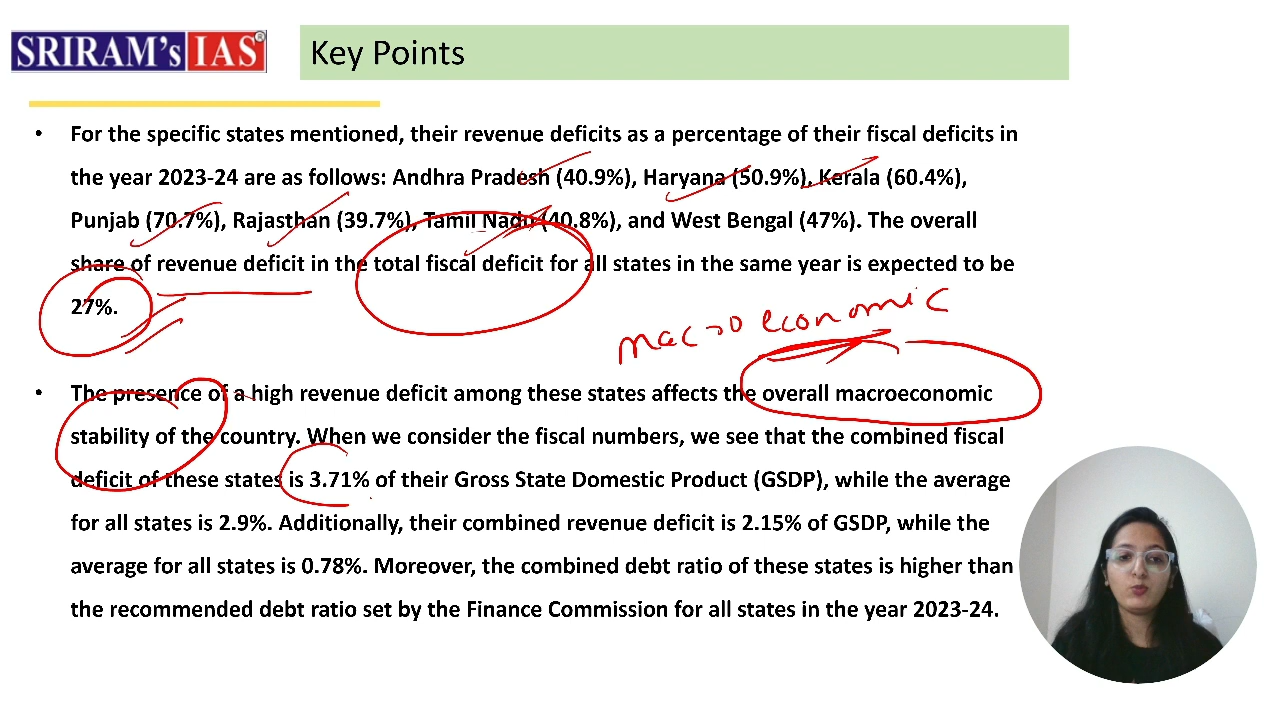 SRIRAM's IAS®
Key Points
• For the specific states mentioned, their revenue deficits as a percentage of their fiscal deficits in
the year 2023-24 are as follows: Andhra Pradesh (40.9%), Haryana (50.9%), Kerala (60.4%),
Punjab (70.7%), Rajasthan (39.7%), Tamil Nadu (40.8%), and West Bengal (47%). The overall
share of revenue deficit in the total fiscal deficit for all states in the same year is expected to be
27%.
macro economic
• The presence of a high revenue deficit among these states affects the overall macroeconomic
stability of the country. When we consider the fiscal numbers, we see that the combined fiscal
deficit of these states is 3.71% of their Gross State Domestic Product (GSDP), while the average
for all states is 2.9%. Additionally, their combined revenue deficit is 2.15% of GSDP, while the
average for all states is 0.78%. Moreover, the combined debt ratio of these states is higher than
the recommended debt ratio set by the Finance Commission for all states in the year 2023-24.